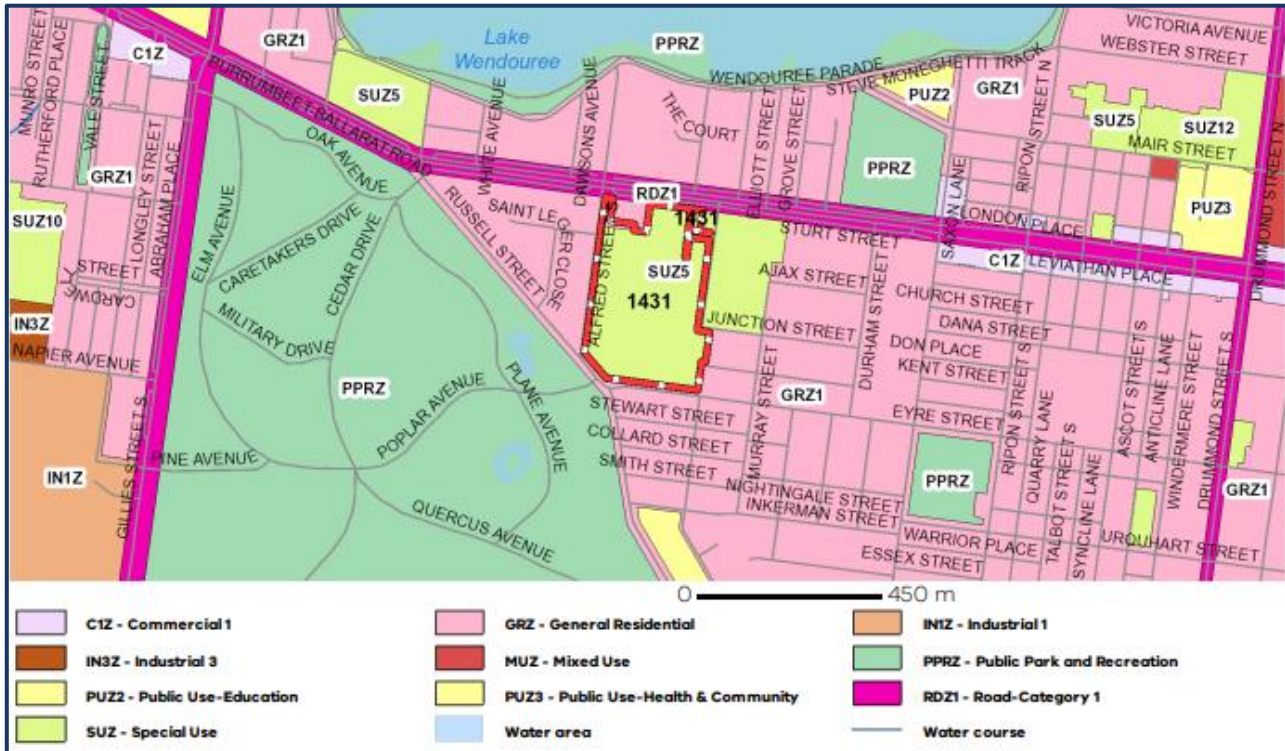 VICTORIA AVENUE
WEBSTER STREET
Lake
Wendouree
PPRZ
GRZ1
C1Z
MUNRO STREET
RUTHERFORD PLACE
VALE STREET
BURRUMBEET-BALLARAT ROAD
SUZ5
WENDOUREE PARADE
STEVE MONEGHETTI TRACK
PUZ2
GRZ1
SUZ5
SUZ12
MAIR STREET
THE COURT
WHITE AVENUE
DAWSONS AVENUE
ELLIOTT STREET
GROVE STREET
RIPON STREET N
DRUMMOND STREET N
OAK AVENUE
PPRZ
PUZ3
GRZ1
LONGLEY STREET
ABRAHAM PLACE
RDZ1
SAXON LANE
LONDON PLACE
SUZ10
ELM AVENUE
CARETAKERS DRIVE
CEDAR DRIVE
RUSSELL STREET
SAINT LEGER CLOSE
ALFRED STREET S
1431
STURT STREET
C1Z
LEVIATHAN PLACE
SUZ5
AJAX STREET
STREET
CARDWELL
1431
CHURCH STREET
DANA STREET
IN3Z
MILITARY DRIVE
JUNCTION STREET
DURHAM STREET
DON PLACE
KENT STREET
NAPIER AVENUE
PPRZ
PLANE AVENUE
POPLAR AVENUE
GRZ1
MURRAY STREET
EYRE STREET
RIPON STREET S
QUARRY LANE
TALBOT STREET S
SYNCLINE LANE
ASCOT STREET S
ANTICLINE LANE
WINDERMERE STREET
DRUMMOND STREET S
STEWART STREET
COLLARD STREET
SMITH STREET
IN1Z
PINE AVENUE
GILLIES STREET S
QUERCUS AVENUE
NIGHTINGALE STREET
INKERMAN STREET
PPRZ
GRZ1
WARRIOR PLACE
URQUHART STREET
ESSEX STREET
0 450 m
C1Z - Commercial 1
GRZ - General Residential
IN1Z - Industrial 1
IN3Z - Industrial 3
MUZ - Mixed Use
PPRZ - Public Park and Recreation
PUZ2 - Public Use-Education
PUZ3 - Public Use-Health & Community
RDZ1 - Road-Category 1
SUZ - Special Use
Water area
Water course